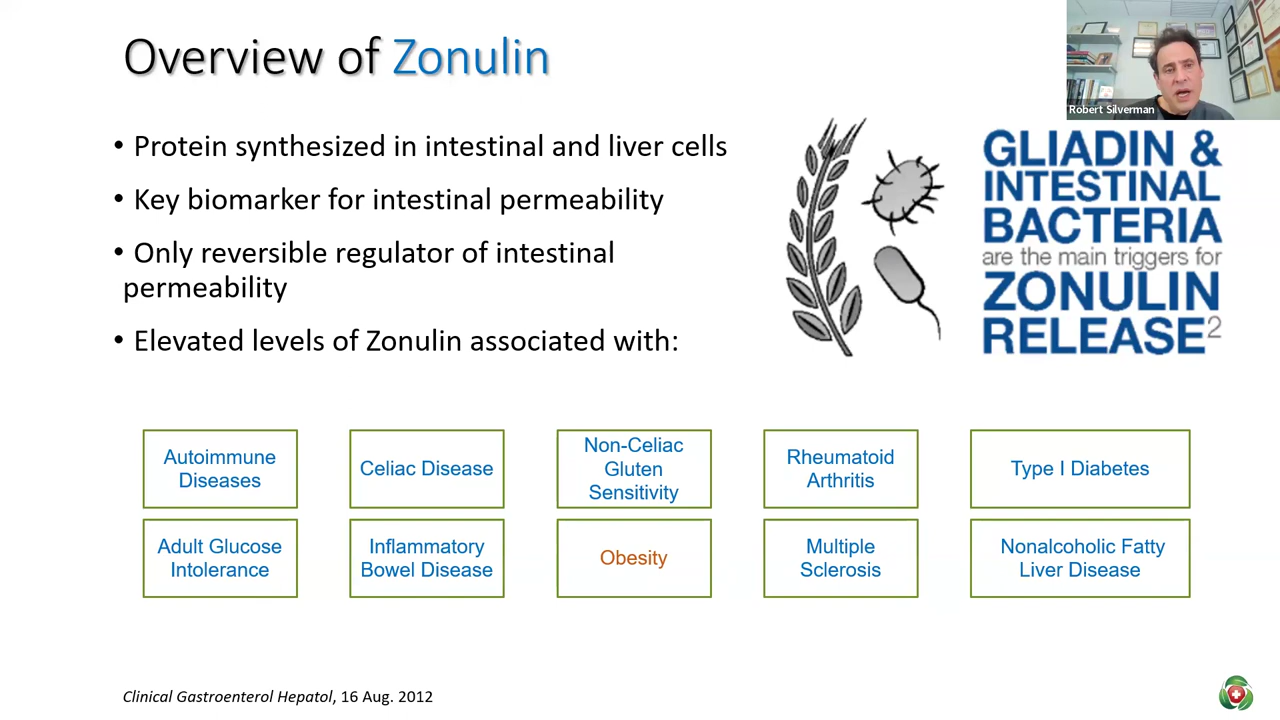 Overview of Zonulin
Robert Silverman
• Protein synthesized in intestinal and liver cells
• Key biomarker for intestinal permeability
• Only reversible regulator of intestinal
permeability
• Elevated levels of Zonulin associated with:
GLIADIN &
INTESTINAL
BACTERIA
are the main triggers for
ZONULIN
RELEASE2
Autoimmune
Diseases
Celiac Disease
Non-Celiac
Gluten
Sensitivity
Rheumatoid
Arthritis
Type I Diabetes
Adult Glucose
Intolerance
Inflammatory
Bowel Disease
Obesity
Multiple
Sclerosis
Nonalcoholic Fatty
Liver Disease
Clinical Gastroenterol Hepatol, 16 Aug. 2012